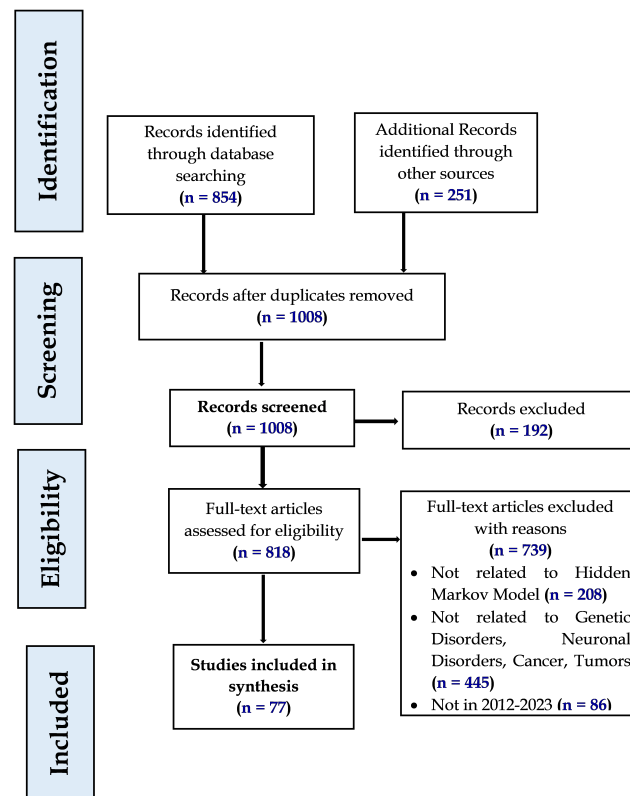 Identification
Records identified
through database
searching
(n = 854)
Additional Records
identified through
other sources
(n = 251)
Screening
Records after duplicates removed
(n = 1008)
Records screened
(n = 1008)
Records excluded
(n = 192)
Eligibility
Full-text articles
assessed for eligibility
(n = 818)
Full-text articles excluded
with reasons
(n = 739)
• Not related to Hidden
Markov Model (n = 208)
• Not related to Genetic
Disorders, Neuronal
Disorders, Cancer, Tumors
(n = 445)
• Not in 2012-2023 (n = 86)
Included
Studies included in
synthesis
(n = 77)